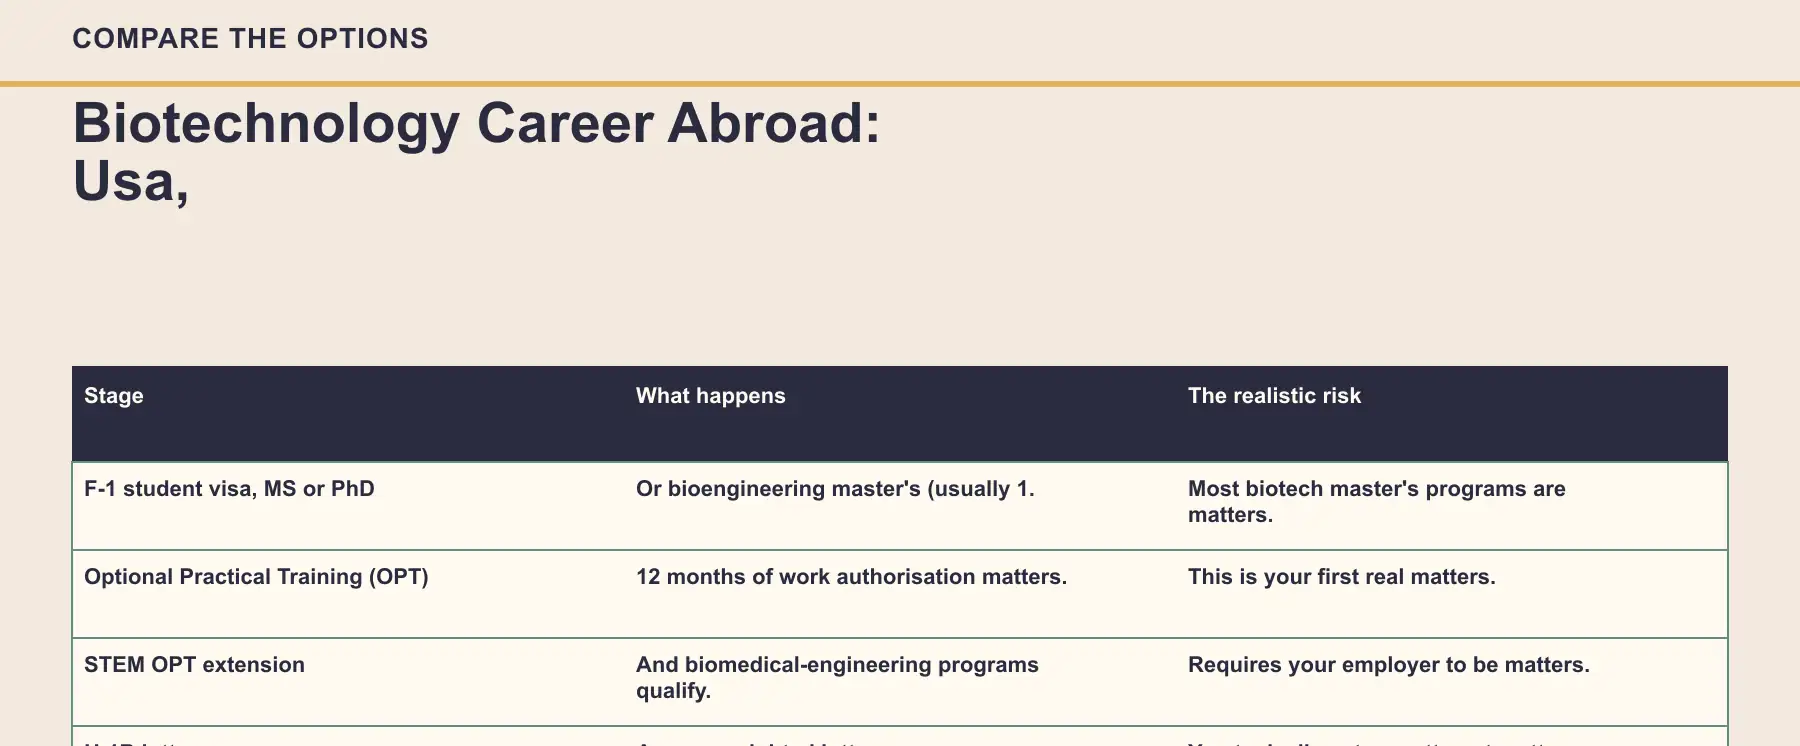 COMPARE THE OPTIONS
Biotechnology Career Abroad:
Usa,
Stage
What happens
The realistic risk
F-1 student visa, MS or PhD
Or bioengineering master's (usually 1.
Most biotech master's programs are
matters.
Optional Practical Training (OPT)
12 months of work authorisation matters.
This is your first real matters.
STEM OPT extension
And biomedical-engineering programs
qualify.
Requires your employer to be matters.